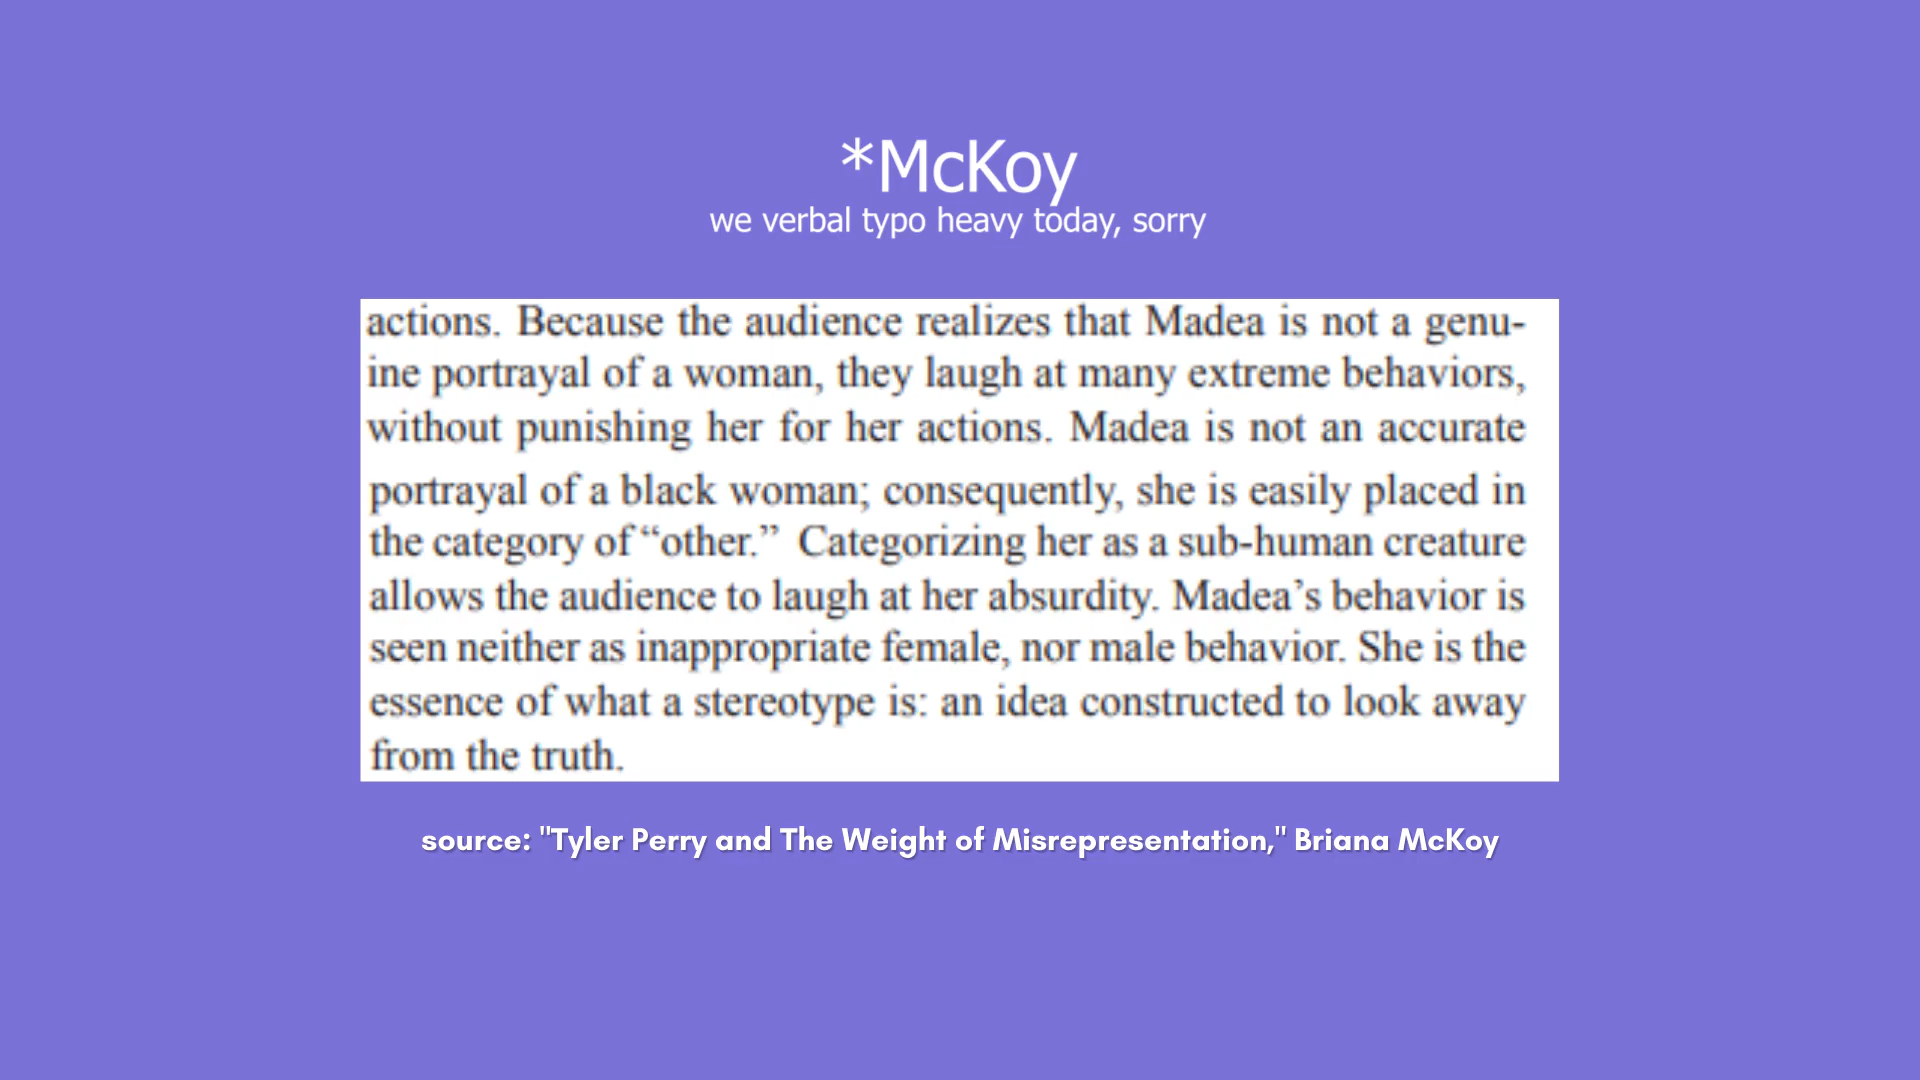 *McKoy
we verbal typo heavy today, sorry
actions. Because the audience realizes that Madea is not a genu-
ine portrayal of a woman, they laugh at many extreme behaviors,
without punishing her for her actions. Madea is not an accurate
portrayal of a black woman; consequently, she is easily placed in
the category of “other.” Categorizing her as a sub-human creature
allows the audience to laugh at her absurdity. Madea’s behavior is
seen neither as inappropriate female, nor male behavior. She is the
essence of what a stereotype is: an idea constructed to look away
from the truth.
source: "Tyler Perry and The Weight of Misrepresentation," Briana McKoy